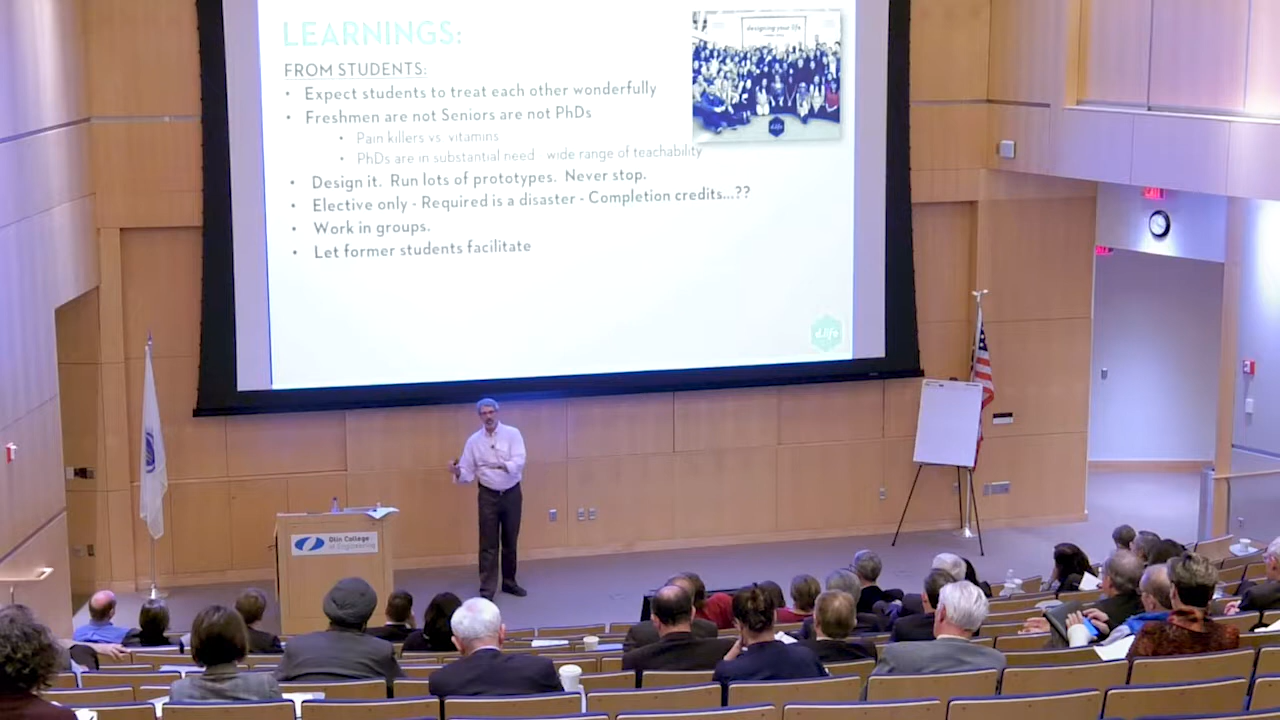 LEARNINGS:
designing your life
FROM STUDENTS:
• Expect students to treat each other wonderfully
• Freshmen are not Seniors are not PhDs
• Pain killers vs. vitamins
• PhDs are in substantial need wide range of teachability
• Design it. Run lots of prototypes. Never stop.
• Elective only - Required is a disaster - Completion credits...??
• Work in groups.
• Let former students facilitate
d.life
EXIT
Olin College
of Engineering